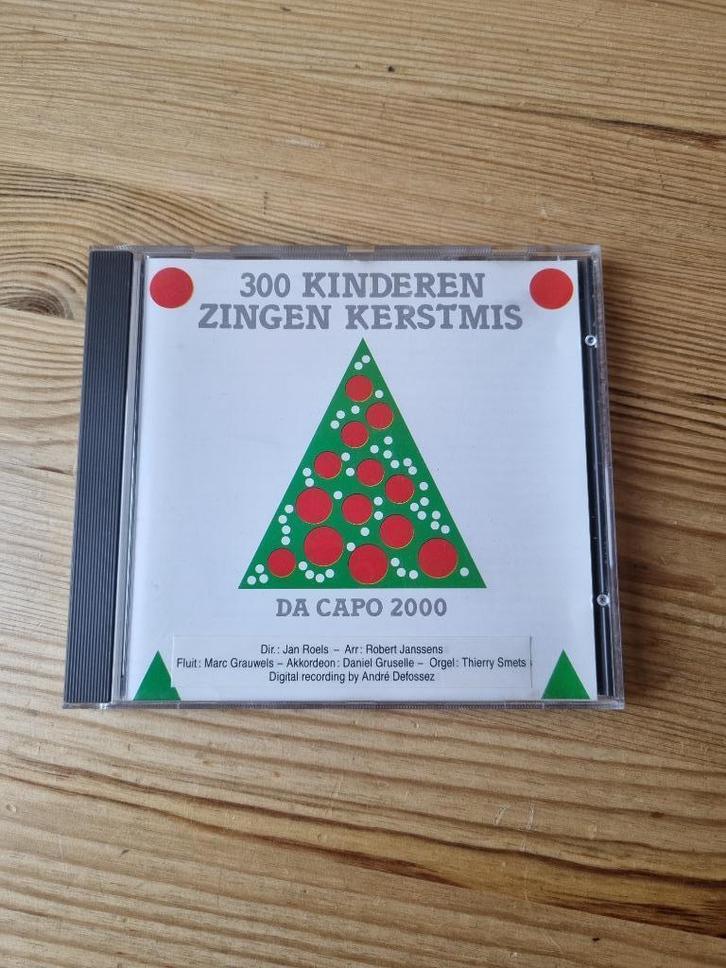 300 KINDEREN
ZINGEN KERSTMIS
DA CAPO 2000
Dir.: Jan Roels – Arr: Robert Janssens
Fluit: Marc Grauwels – Akkordeon: Daniel Gruselle – Orgel: Thierry Smets
Digital recording by André Defossez